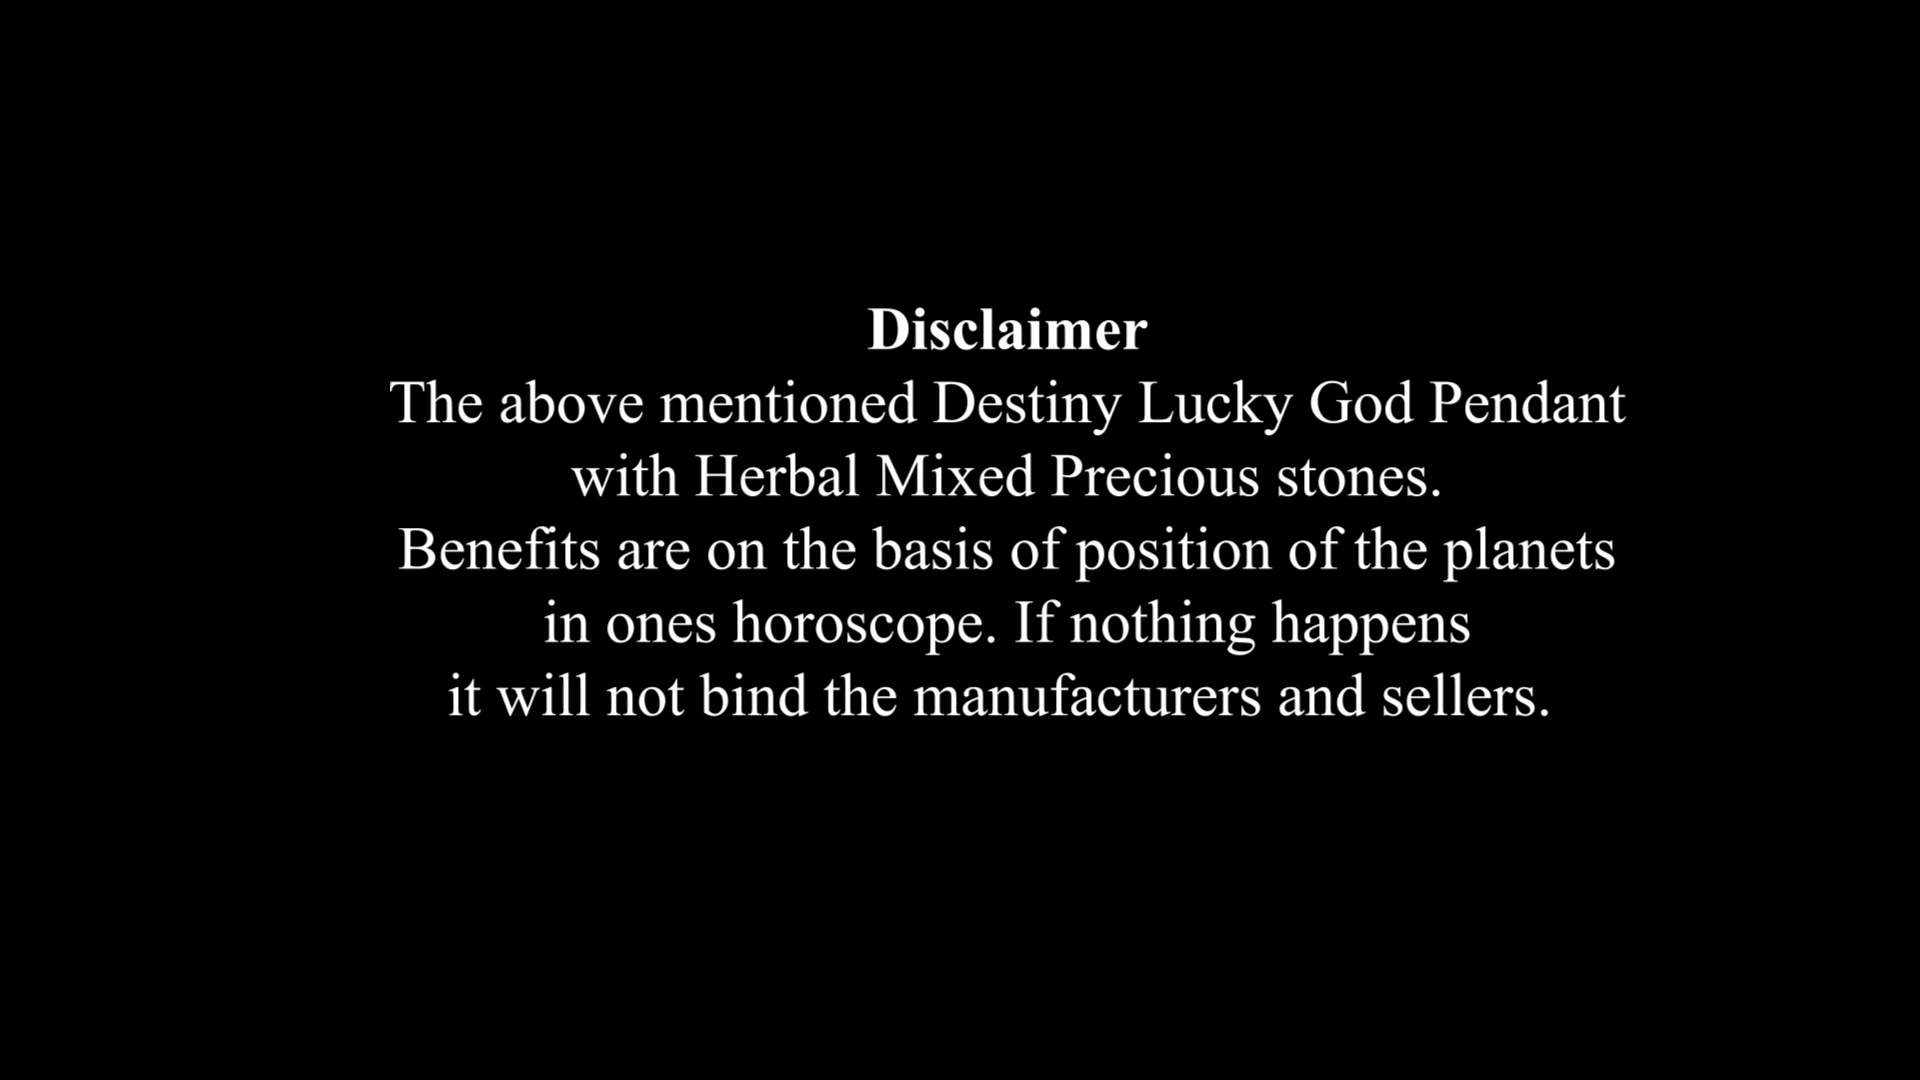 Disclaimer
The above mentioned Destiny Lucky God Pendant
with Herbal Mixed Precious stones.
Benefits are on the basis of position of the planets
in ones horoscope. If nothing happens
it will not bind the manufacturers and sellers.